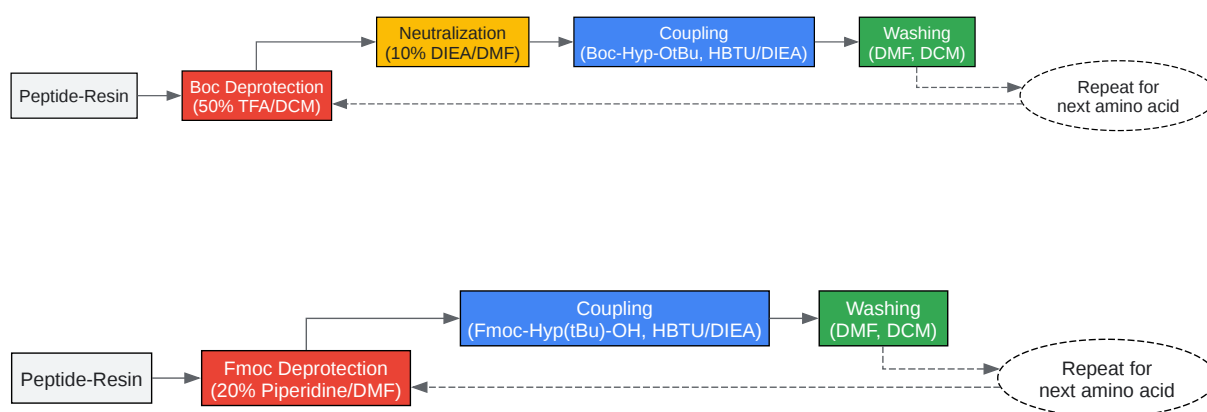 Peptide-Resin
Boc Deprotection
(50% TFA/DCM)
Neutralization
(10% DIEA/DMF)
Coupling
(Boc-Hyp-OtBu, HBTU/DIEA)
Washing
(DMF, DCM)
Repeat for
next amino acid
Peptide-Resin
Fmoc Deprotection
(20% Piperidine/DMF)
Coupling
(Fmoc-Hyp(tBu)-OH, HBTU/DIEA)
Washing
(DMF, DCM)
Repeat for
next amino acid